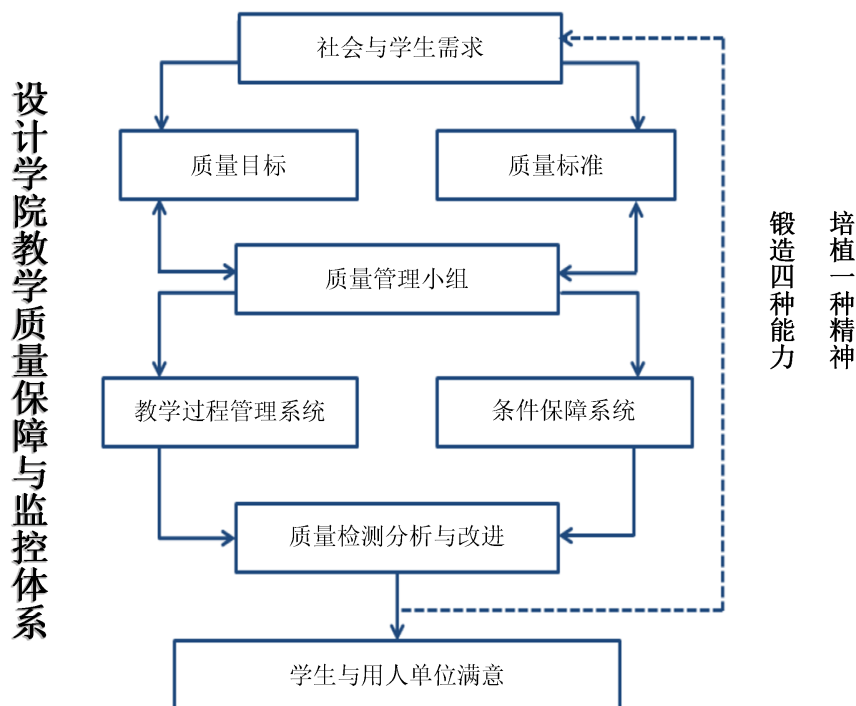 设计学院教学质量保障与监控体系
社会与学生需求
质量目标
质量标准
质量管理小组
教学过程管理系统
条件保障系统
质量检测分析与改进
学生与用人单位满意
培植一种精神
锻造四种能力